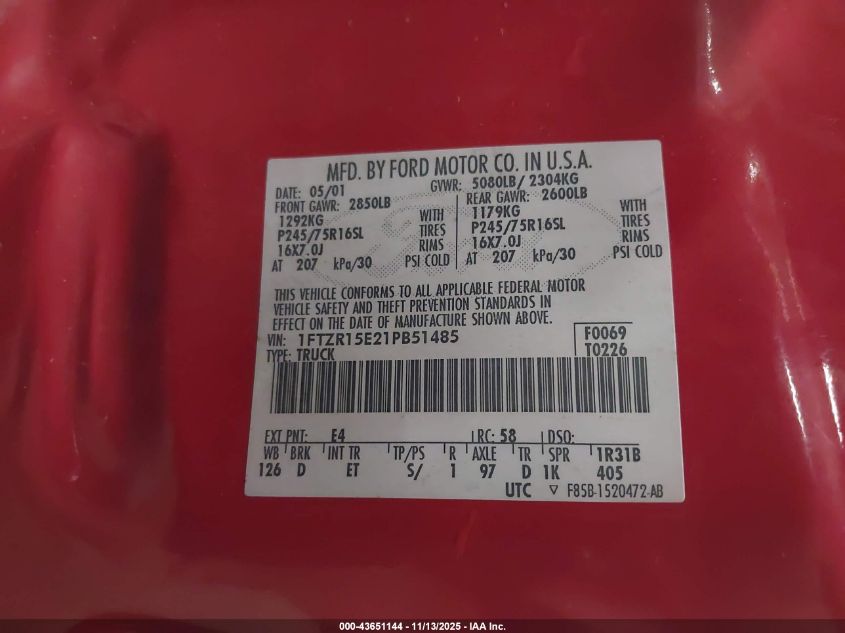 MFD. BY FORD MOTOR CO. IN U.S.A.
DATE: 05/01 GVWR: 5080LB/ 2304KG
FRONT GAWR: 2850LB REAR GAWR: 2600LB
1292KG WITH 1179KG WITH
P245/75R16SL TIRES P245/75R16SL TIRES
16X7.0J RIMS 16X7.0J RIMS
AT 207 kPa/30 PSI COLD AT 207 kPa/30 PSI COLD
THIS VEHICLE CONFORMS TO ALL APPLICABLE FEDERAL MOTOR
VEHICLE SAFETY AND THEFT PREVENTION STANDARDS IN
EFFECT ON THE DATE OF MANUFACTURE SHOWN ABOVE.
VIN: 1FTZR15E21PB51485 F0069
TYPE: TRUCK T0226
EXT PNT: E4 RC: 58 DSO:
WB BRK INT TR TP/PS R AXLE TR SPR 1R31B
126 D ET S/ 1 97 D 1K 405
UTC ▽ F85B-1520472-AB
000-43651144 - 11/13/2025 - IAA Inc.